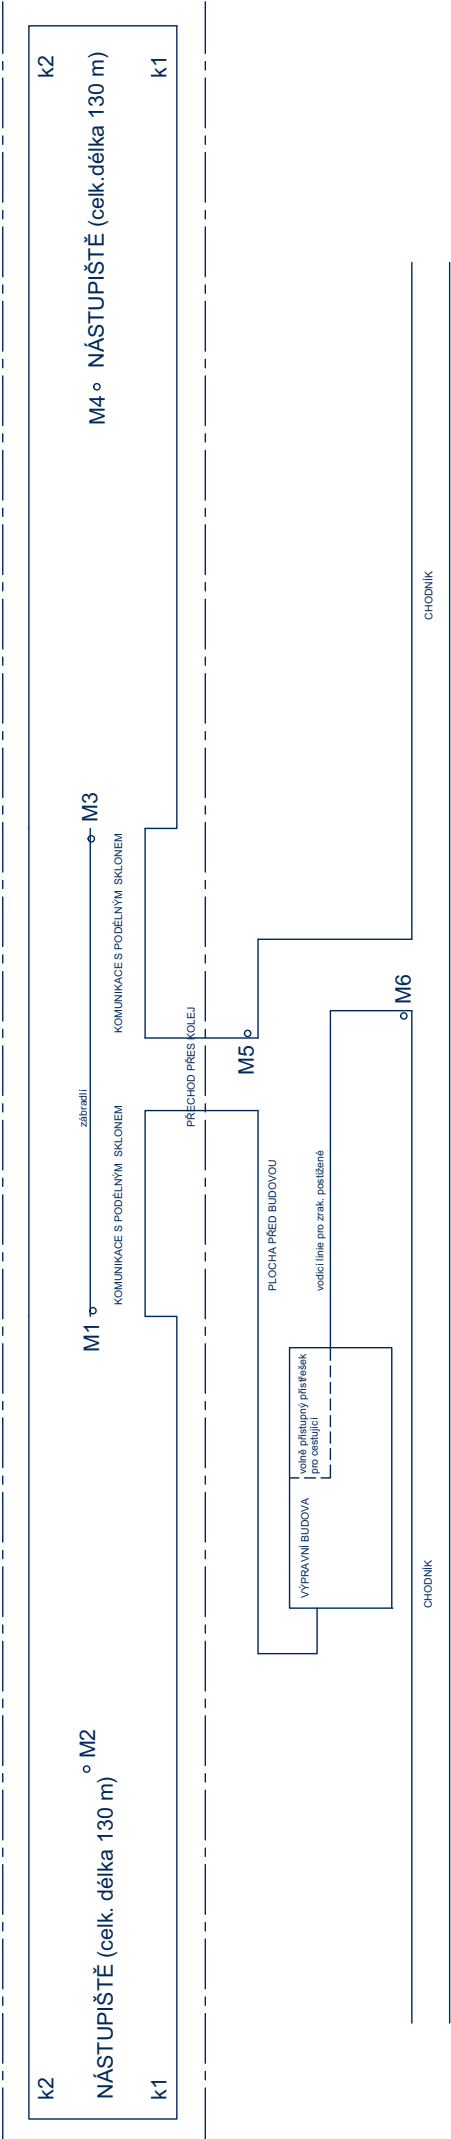 k2
k2
NÁSTUPIŠTĚ (celk. délka 130 m)
M2
M1
zábradlí
M3
M4
NÁSTUPIŠTĚ (celk.délka 130 m)
k1
k1
KOMUNIKACE S PODÉLNÝM SKLONEM
KOMUNIKACE S PODÉLNÝM SKLONEM
PŘECHOD PŘES KOLEJ
M5
PLOCHA PŘED BUDOVOU
VÝPRAVNÍ BUDOVA
volně přístupný přístřešek
pro cestující
vodicí linie pro zrak. postižené
M6
CHODNÍK
CHODNÍK